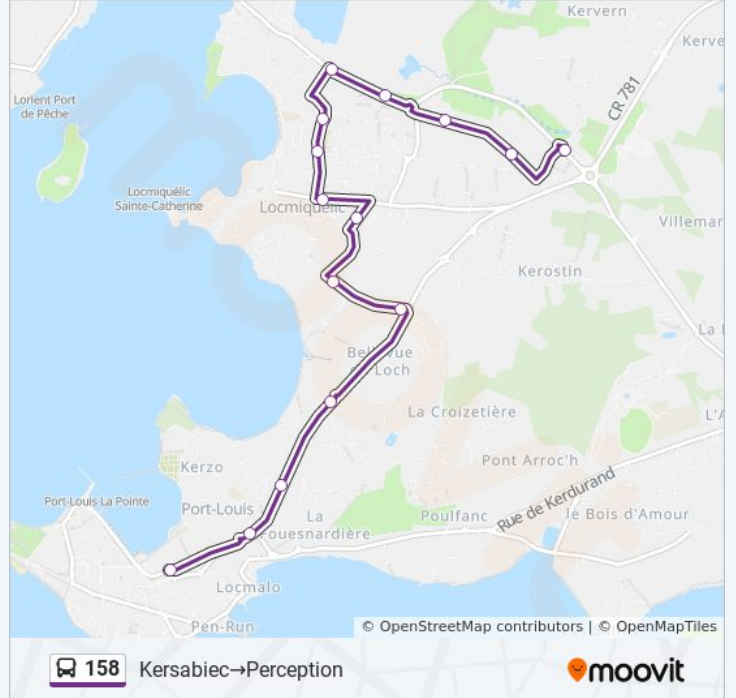 Kervern
Kerve
CR 781
Lorient Port
de Pêche
Locmiquélic
Sainte-Catherine
Locmiquélic
Villemar
Kerostin
La
Bellevue
Loch
La Croizetière
L'A
Pont Arroc'h
Kerzo
Rue de Kerdurand
Port-Louis La Pointe
Port-Louis
La
Fouesnardière
Poulfanc
le Bois d'Amour
Locmalo
Pen-Run
© OpenStreetMap contributors | © OpenMapTiles
158 Kersabiec→Perception
moovit